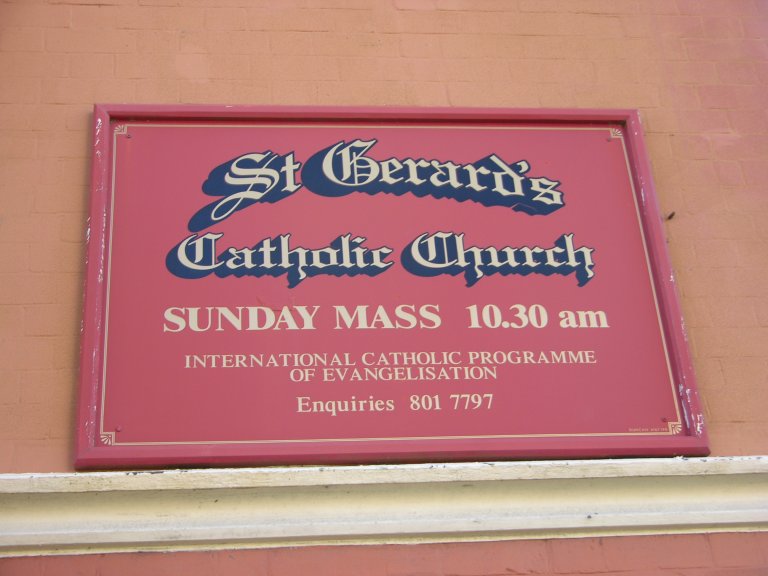 St Gerard's
Catholic Church
SUNDAY MASS 10.30 am
INTERNATIONAL CATHOLIC PROGRAMME
OF EVANGELISATION
Enquiries 801 7797